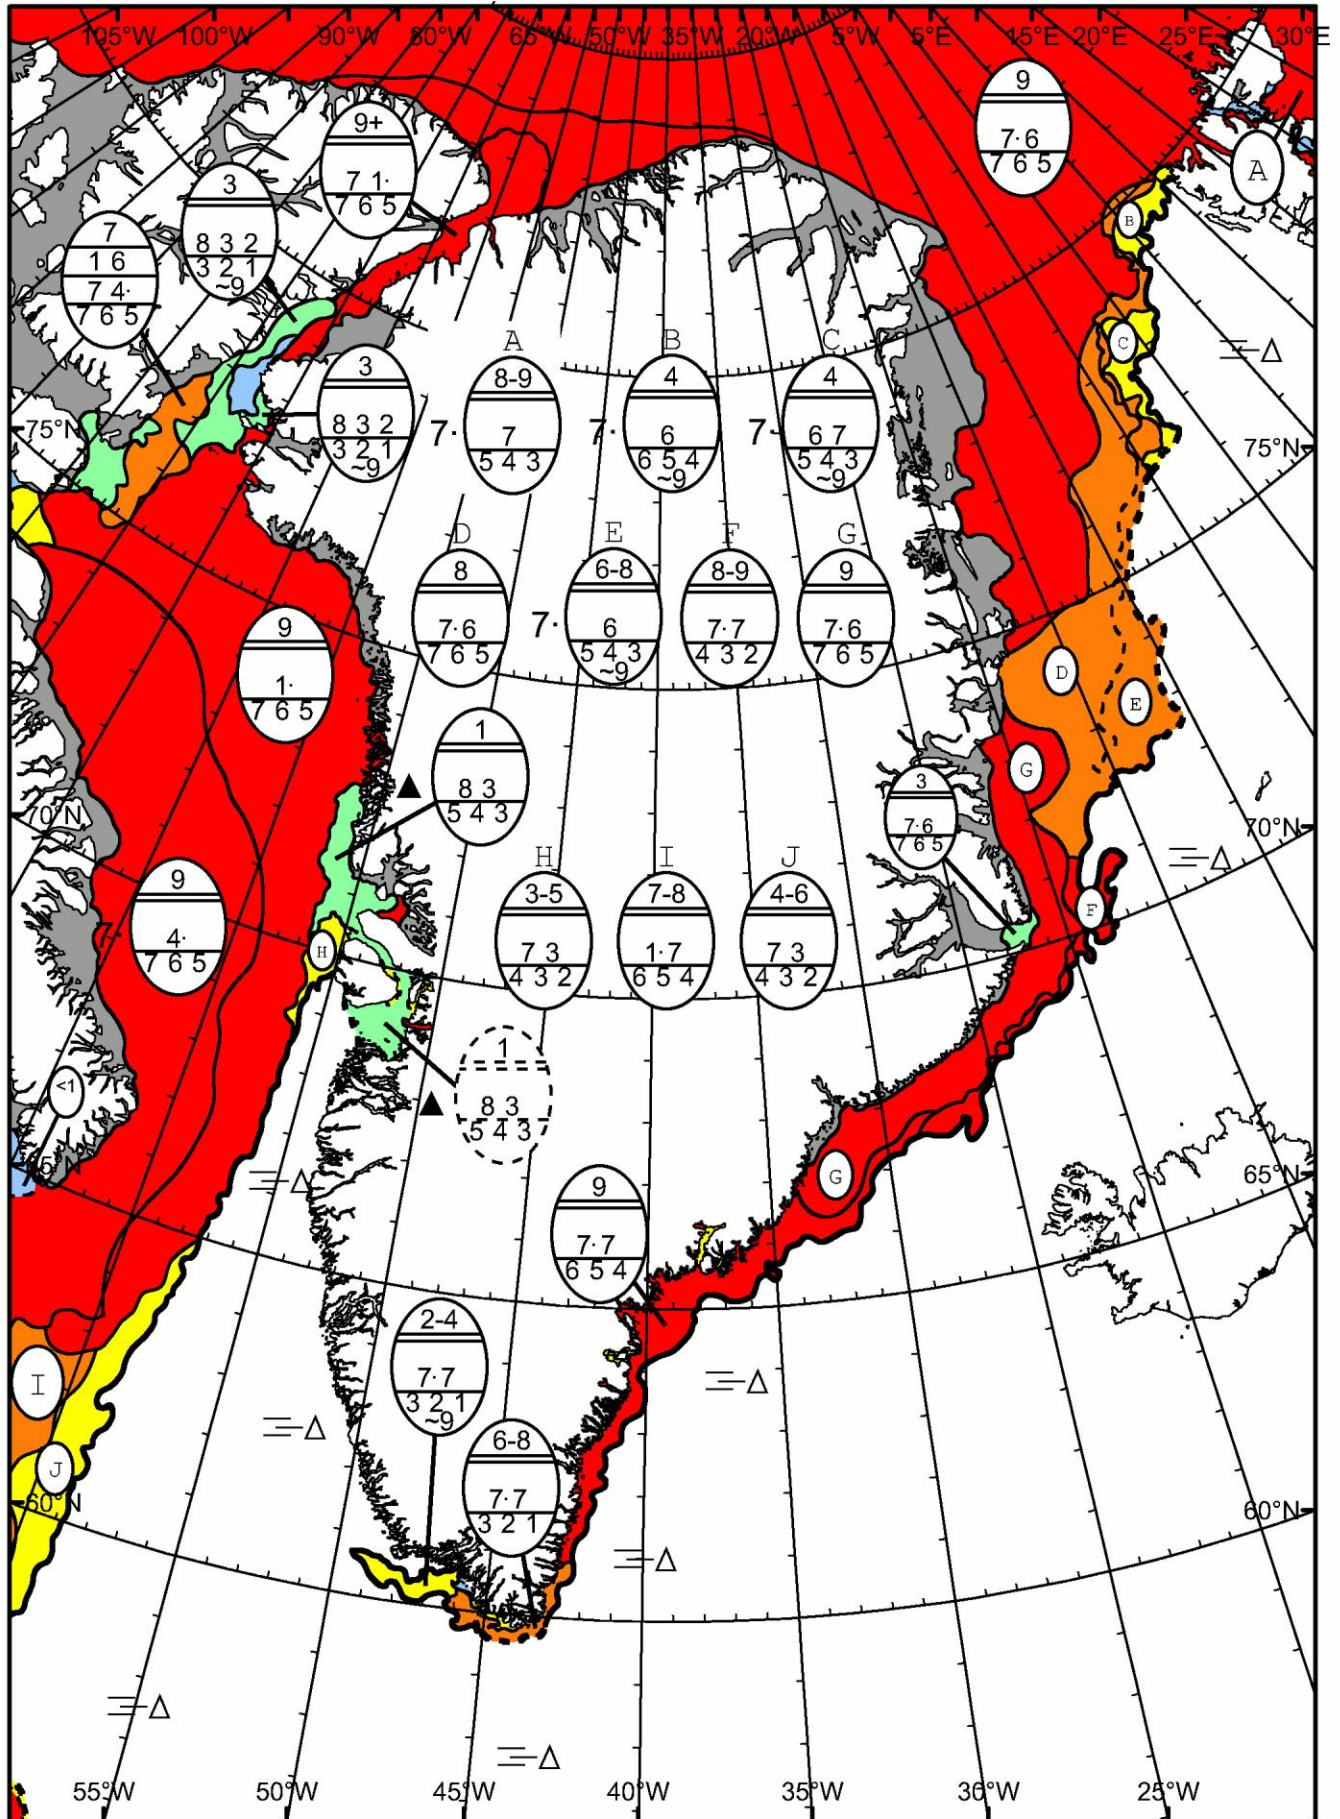 105°W 100°W 90°W 80°W 65°W 50°W 35°W 20°W 5°W 5°E 15°E 20°E 25°E 30°E
9
7·6
7 6 5
A
9+
7 1·
7 6 5
3
8 3 2
3 2 1
~9
7
1 6
7 4·
7 6 5
B
C
3
8 3 2
3 2 1
~9
A B C
7· 8-9
7
5 4 3
7· 4
6
6 5 4
~9
7· 4
6 7
5 4 3
~9
75°N
75°N
D E F G
8
7·6
7 6 5
7· 6-8
6
5 4 3
~9
8-9
7·7
4 3 2
9
7·6
7 6 5
9
1·
7 6 5
D
E
G
1
8 3
5 4 3
3
7·6
7 6 5
70°N
70°N
H I J
3-5
7 3
4 3 2
7-8
1·7
6 5 4
4-6
7 3
4 3 2
7·
9
4·
7 6 5
H
F
1
8 3
5 4 3
<1
65°N
65°N
G
9
7·7
6 5 4
2-4
7·7
3 2 1
~9
6-8
7·7
3 2 1
I
J
60°N
60°N
55°W 50°W 45°W 40°W 35°W 30°W 25°W